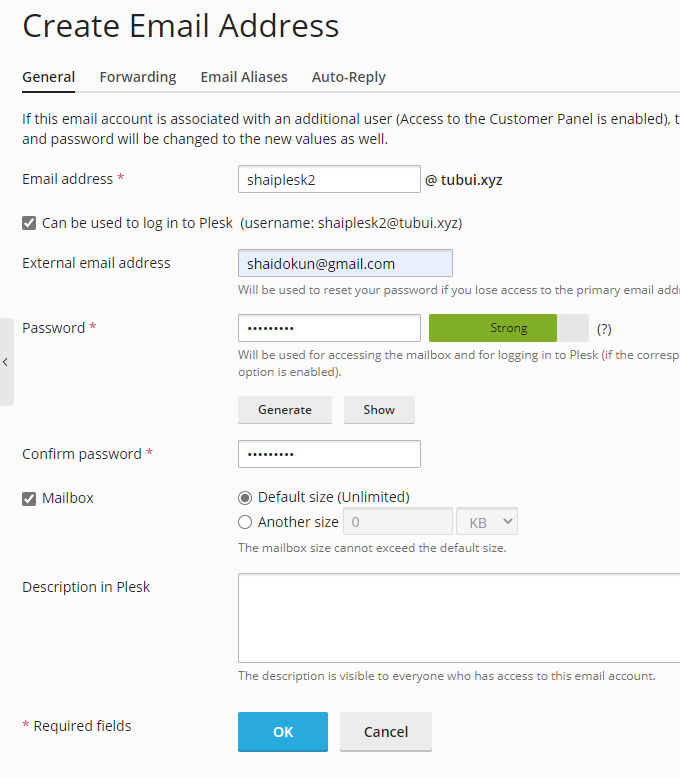 Create Email Address
General Forwarding Email Aliases Auto-Reply
If this email account is associated with an additional user (Access to the Customer Panel is enabled),
and password will be changed to the new values as well.
Email address * shaiplesk2 @ tubui.xyz
Can be used to log in to Plesk (username: shaiplesk2@tubui.xyz)
External email address shaidokun@gmail.com
Will be used to reset your password if you lose access to the primary email
Password * ••••••••• Strong (?)
Will be used for accessing the mailbox and for logging in to Plesk (if the
option is enabled).
Generate Show
Confirm password * •••••••••
Mailbox Default size (Unlimited)
Another size 0 KB
The mailbox size cannot exceed the default size.
Description in Plesk
The description is visible to everyone who has access to this email account.
* Required fields OK Cancel